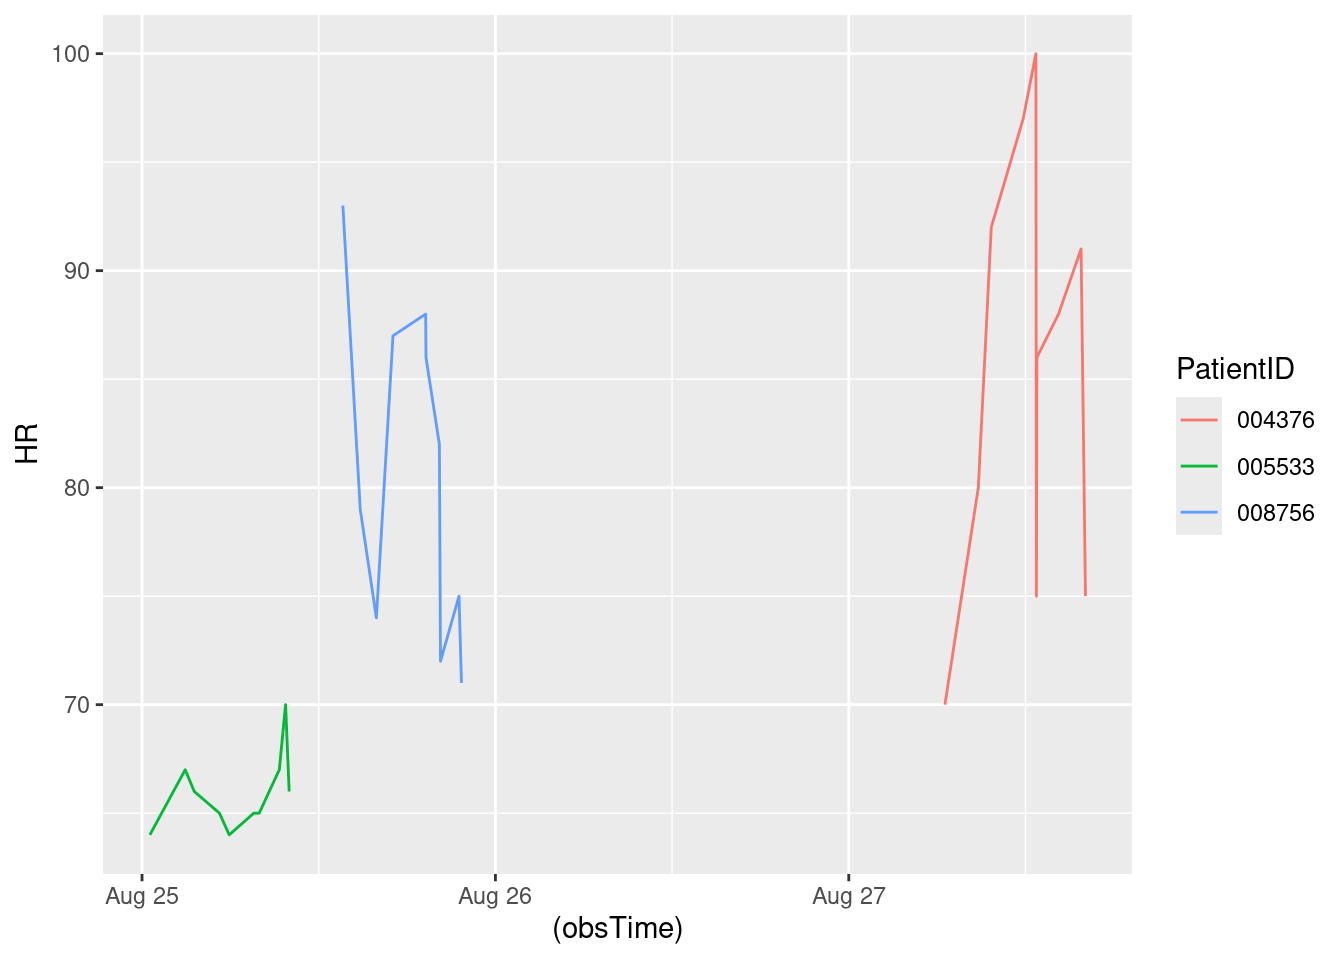 100
90
80
70
HR
Aug 25
Aug 26
Aug 27
(obsTime)
PatientID
004376
005533
008756